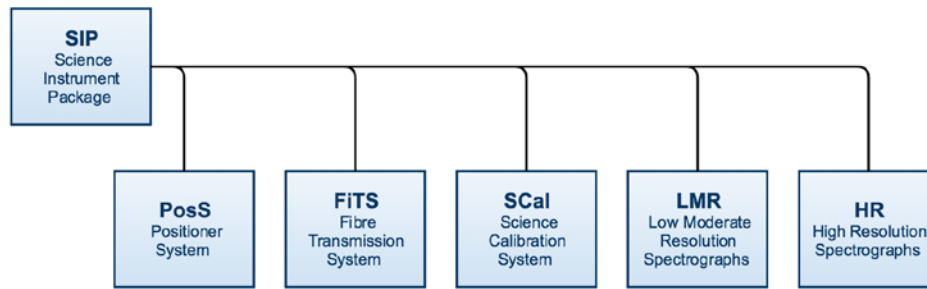 SIP
Science
Instrument
Package
PosS
Positioner
System
FiTS
Fibre
Transmission
System
SCal
Science
Calibration
System
LMR
Low Moderate
Resolution
Spectrographs
HR
High Resolution
Spectrographs